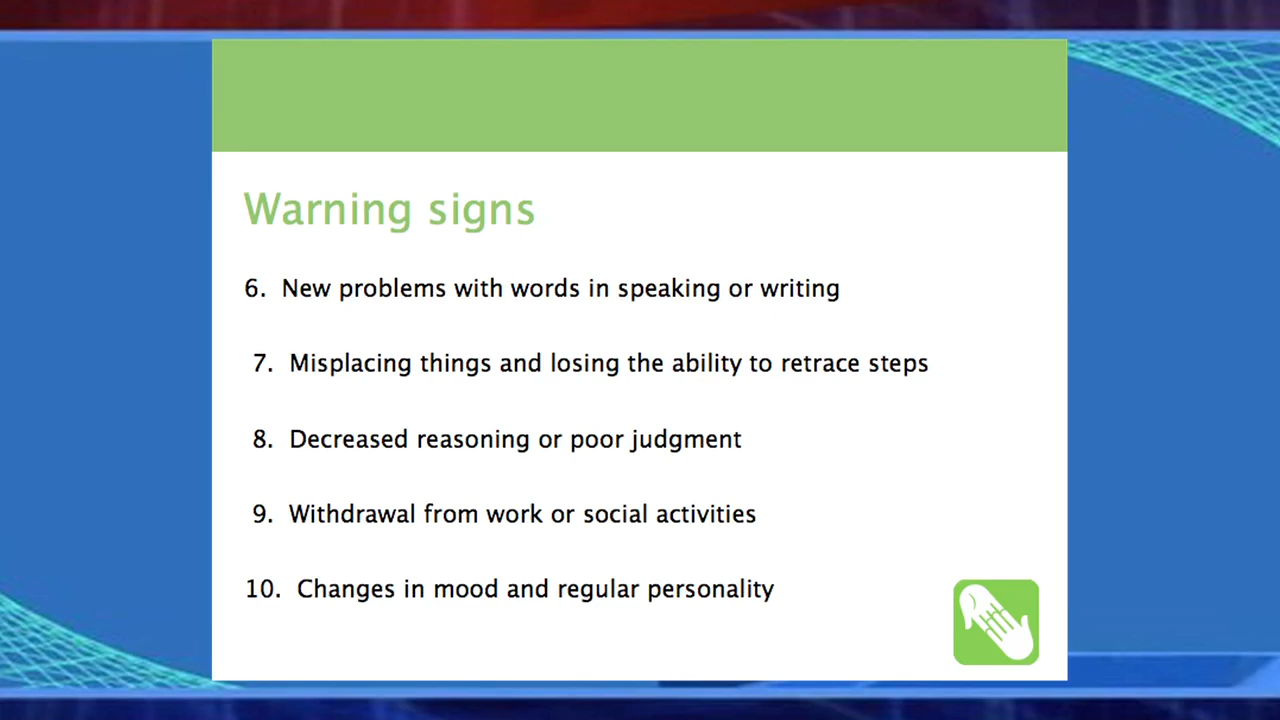 Warning signs
6. New problems with words in speaking or writing
7. Misplacing things and losing the ability to retrace steps
8. Decreased reasoning or poor judgment
9. Withdrawal from work or social activities
10. Changes in mood and regular personality